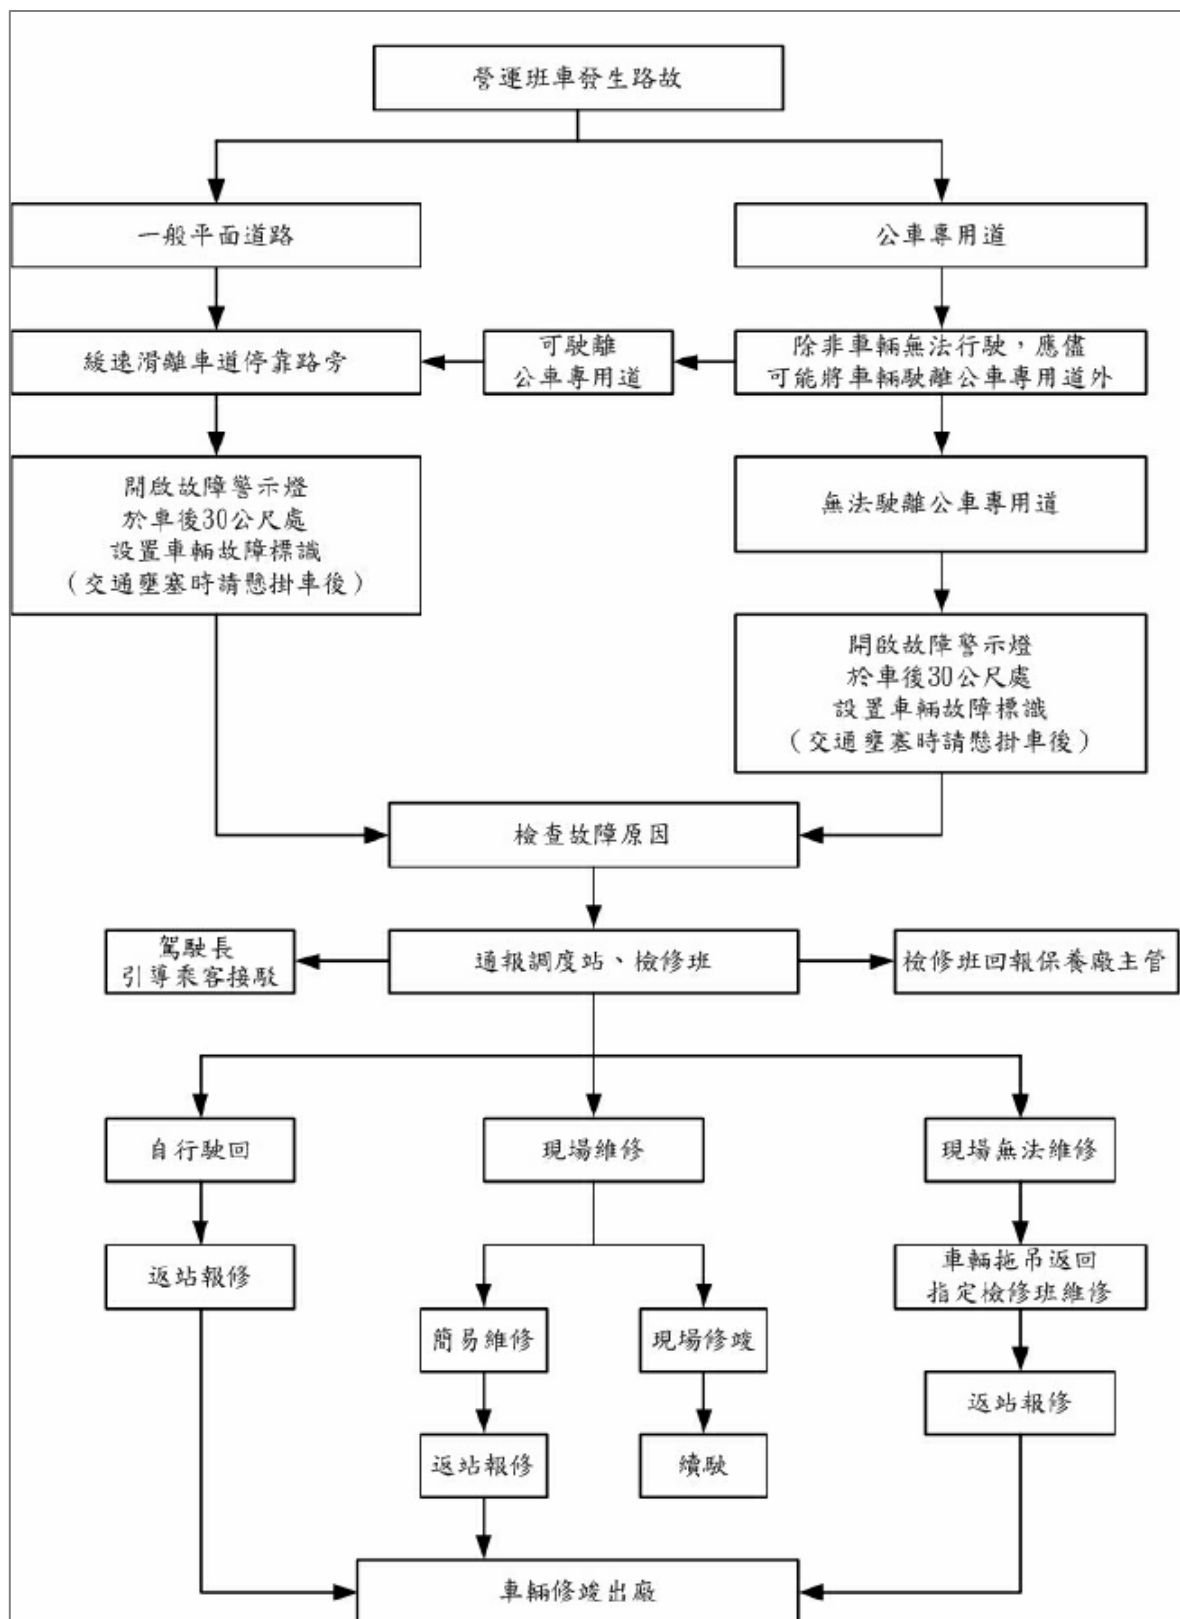 營運班車發生路故
一般平面道路
公車專用道
緩速滑離車道停靠路旁
可駛離
公車專用道
除非車輛無法行駛，應儘
可能將車輛駛離公車專用道外
開啟故障警示燈
於車後30公尺處
設置車輛故障標識
（交通壅塞時請懸掛車後）
無法駛離公車專用道
開啟故障警示燈
於車後30公尺處
設置車輛故障標識
（交通壅塞時請懸掛車後）
檢查故障原因
駕駛長
引導乘客接駁
通報調度站、檢修班
檢修班回報保養廠主管
自行駛回
現場維修
現場無法維修
返站報修
車輛拖吊返回
指定檢修班維修
簡易維修
現場修竣
返站報修
返站報修
續駛
車輛修竣出廠